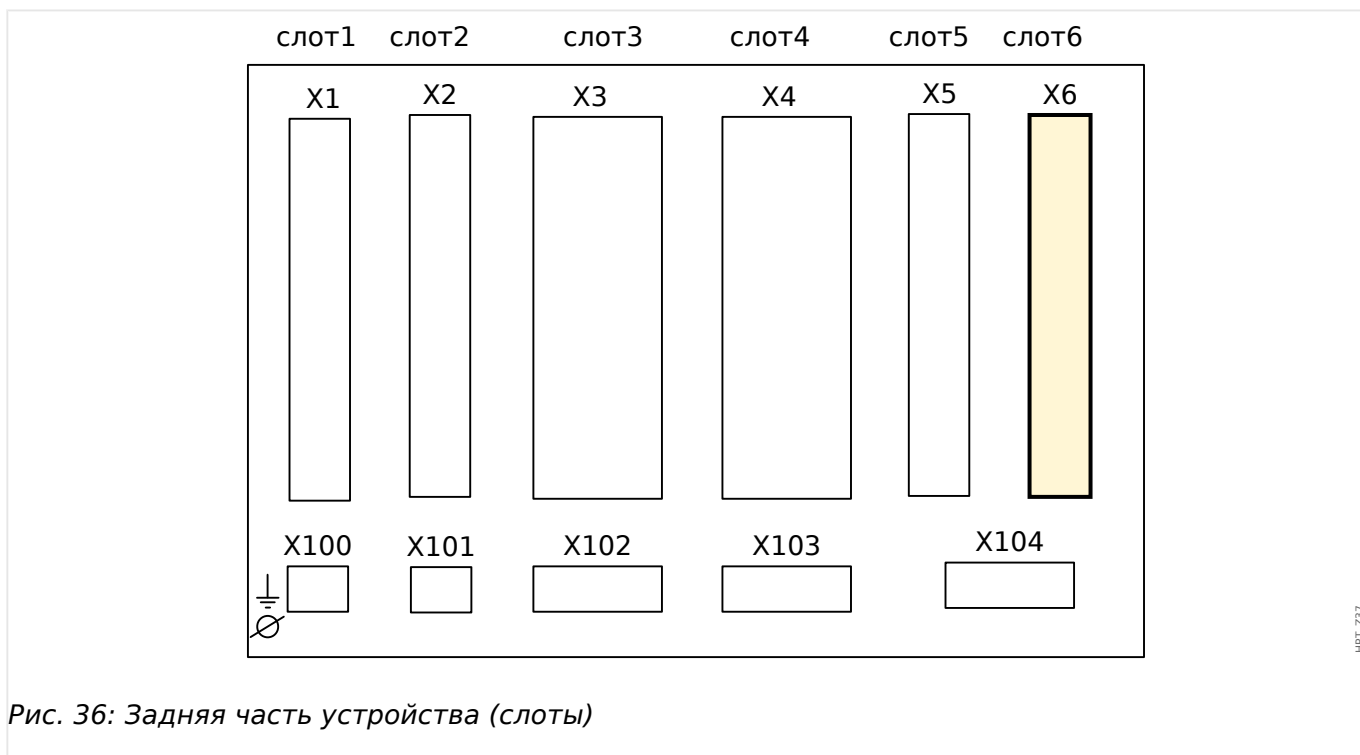 слот1 слот2 слот3 слот4 слот5 слот6
X1 X2 X3 X4 X5 X6
X100 X101 X102 X103 X104
Рис. 36: Задняя часть устройства (слоты)